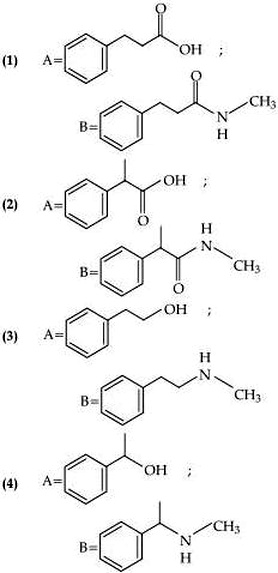 O
(1) A= OH ;
O
B= N CH3
H
(2) A= OH ;
O
H
B= N CH3
O
(3) A= OH ;
H
B= N CH3
(4) A= OH ;
B= N CH3
H